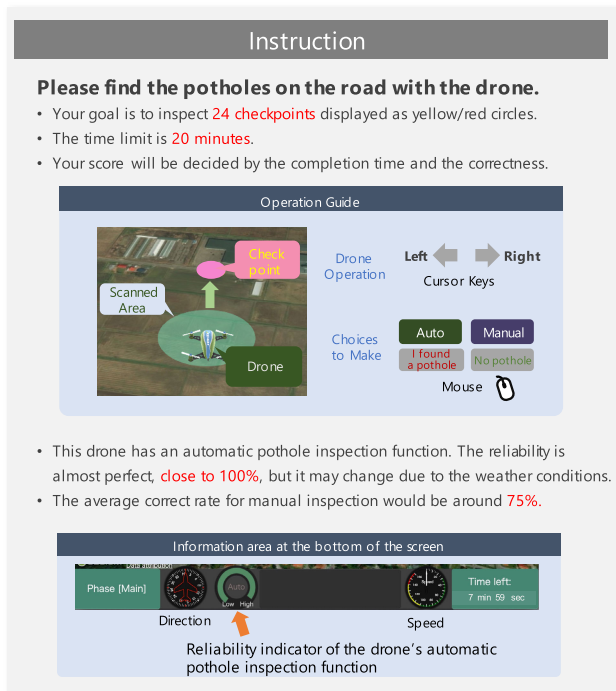 Instruction
Please find the potholes on the road with the drone.
• Your goal is to inspect 24 checkpoints displayed as yellow/red circles.
• The time limit is 20 minutes.
• Your score will be decided by the completion time and the correctness.
Operation Guide
Check
point
Scanned
Area
Drone
Drone
Operation
Left
Right
Cursor Keys
Choices
to Make
Auto
Manual
I found
a pothole
No pothole
Mouse
• This drone has an automatic pothole inspection function. The reliability is
almost perfect, close to 100%, but it may change due to the weather conditions.
• The average correct rate for manual inspection would be around 75%.
Information area at the bottom of the screen
Data attribution
Phase [Main]
Auto
Low High
Time left:
7 min 59 sec
Direction
Speed
Reliability indicator of the drone's automatic
pothole inspection function